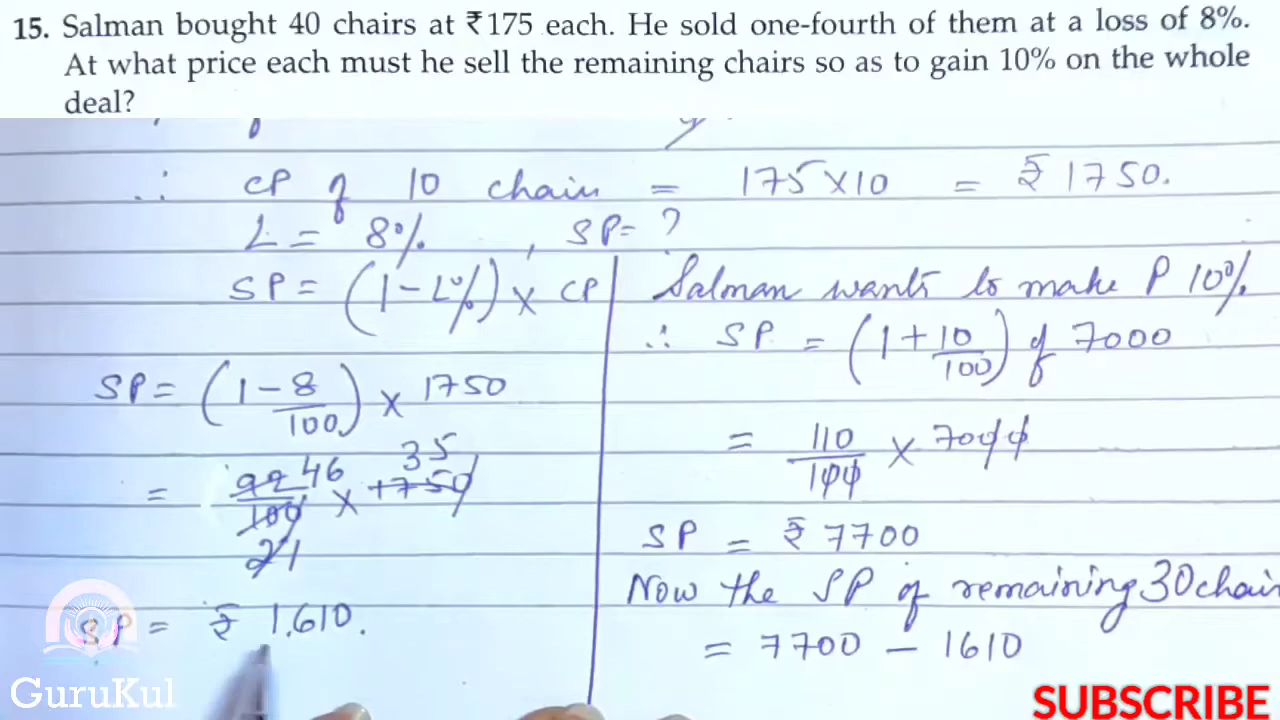 15. Salman bought 40 chairs at ₹175 each. He sold one-fourth of them at a loss of 8%.
At what price each must he sell the remaining chairs so as to gain 10% on the whole
deal?
∴ CP of 10 chain = 175×10 = ₹1750.
L = 8% , SP = ?
SP = (1 - L%) × CP
SP = (1 - 8/100) × 1750
= 92 46/100 × 1750 35
21
SP = ₹ 1,610.
Salman wants to make P 10%.
∴ SP = (1 + 10/100) of 7000
= 110/100 × 7000
SP = ₹ 7700
Now the SP of remaining 30 chair
= 7700 - 1610
GuruKul
SUBSCRIBE